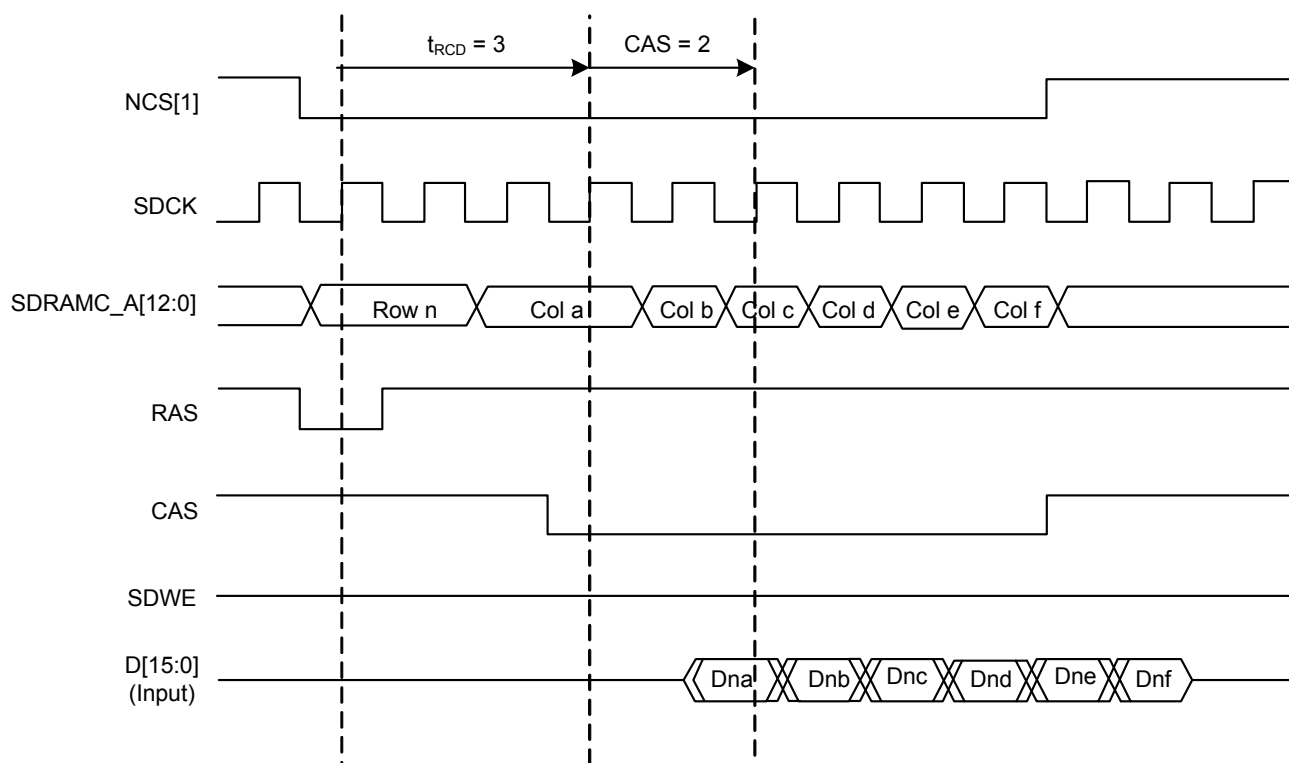 tRCD = 3 CAS = 2
NCS[1]
SDCK
SDRAMC_A[12:0] Row n Col a Col b Col c Col d Col e Col f
RAS
CAS
SDWE
D[15:0]
(Input) Dna Dnb Dnc Dnd Dne Dnf